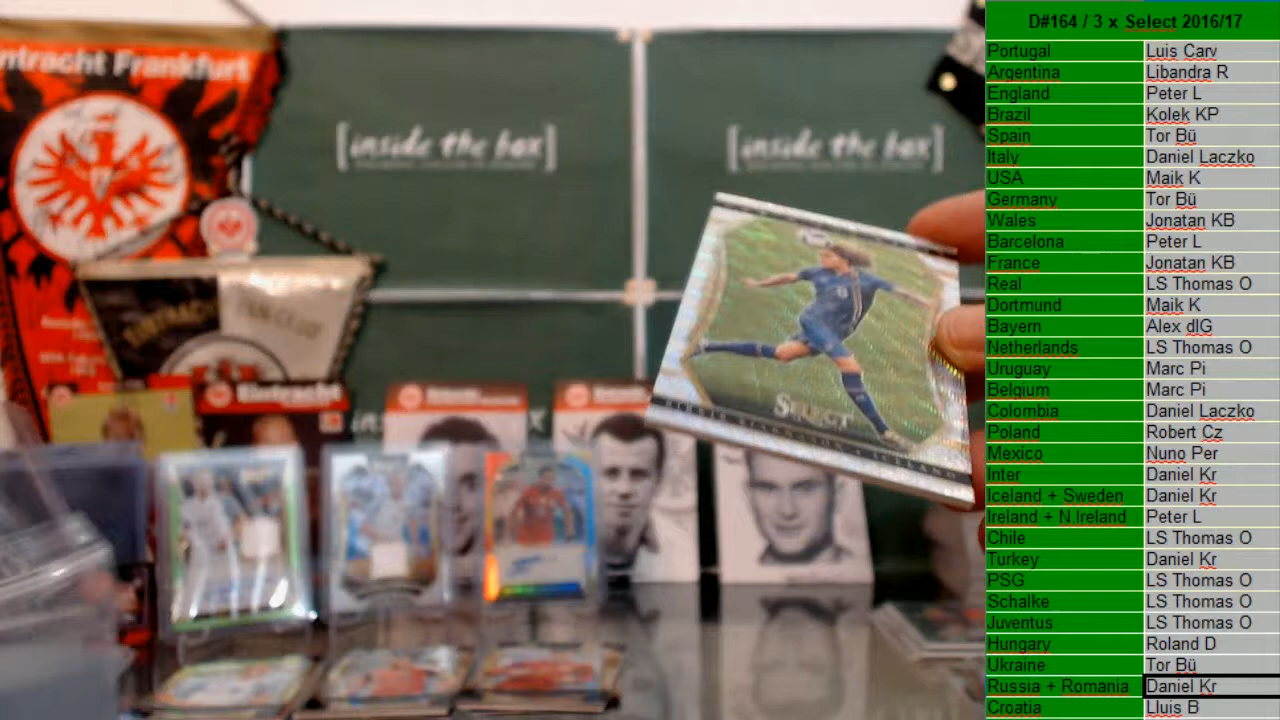 ntracht Frankfurt
[inside the box]
[inside the box]
SELECT
ICELAND
Eintracht
D#164 / 3 x Select 2016/17
Portugal Luis Carv
Argentina Libandra R
England Peter L
Brazil Kolek KP
Spain Tor Bü
Italy Daniel Laczko
USA Maik K
Germany Tor Bü
Wales Jonatan KB
Barcelona Peter L
France Jonatan KB
Real LS Thomas O
Dortmund Maik K
Bayern Alex dlG
Netherlands LS Thomas O
Uruguay Marc Pi
Belgium Marc Pi
Colombia Daniel Laczko
Poland Robert Cz
Mexico Nuno Per
Inter Daniel Kr
Iceland + Sweden Daniel Kr
Ireland + N.Ireland Peter L
Chile LS Thomas O
Turkey Daniel Kr
PSG LS Thomas O
Schalke LS Thomas O
Juventus LS Thomas O
Hungary Roland D
Ukraine Tor Bü
Russia + Romania Daniel Kr
Croatia Lluis B